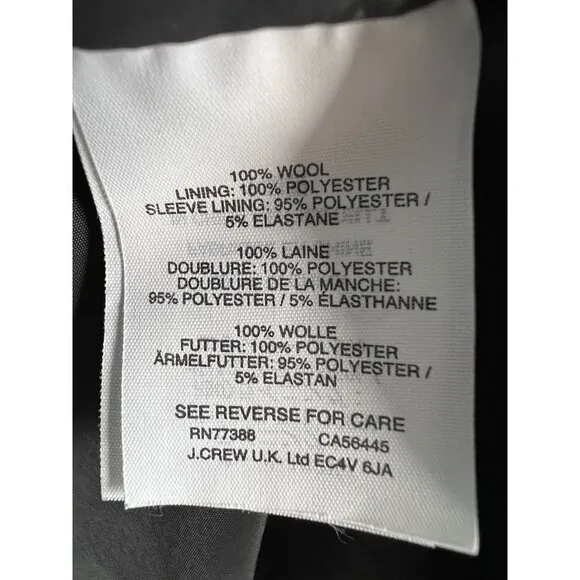 100% WOOL
LINING: 100% POLYESTER
SLEEVE LINING: 95% POLYESTER /
5% ELASTANE
100% LAINE
DOUBLURE: 100% POLYESTER
DOUBLURE DE LA MANCHE:
95% POLYESTER / 5% ÉLASTHANNE
100% WOLLE
FUTTER: 100% POLYESTER
ÄRMELFUTTER: 95% POLYESTER /
5% ELASTAN
SEE REVERSE FOR CARE
RN77388 CA56445
J.CREW U.K. Ltd EC4V 6JA